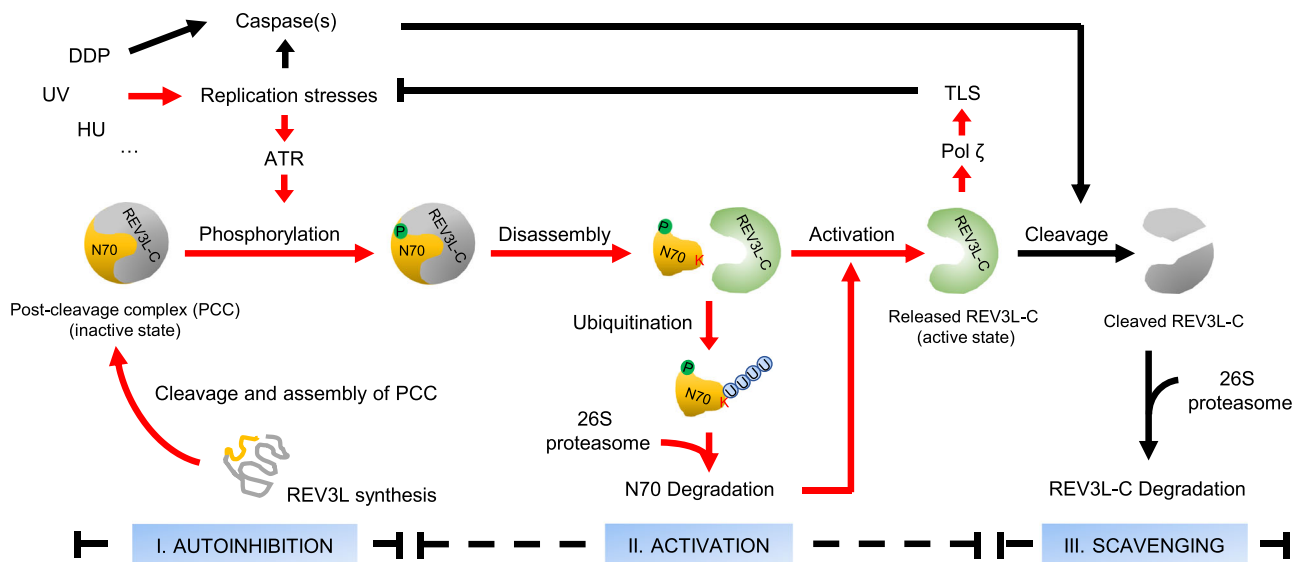 Caspase(s)
DDP
UV
HU
...
Replication stresses
TLS
ATR
Pol ζ
N70
REV3L-C
Phosphorylation
P
N70
REV3L-C
Disassembly
P
N70
K
REV3L-C
Activation
REV3L-C
Cleavage
Post-cleavage complex (PCC)
(inactive state)
Ubiquitination
Released REV3L-C
(active state)
Cleaved REV3L-C
P
N70
K
U U U U
Cleavage and assembly of PCC
26S
proteasome
26S
proteasome
REV3L synthesis
N70 Degradation
REV3L-C Degradation
I. AUTOINHIBITION
II. ACTIVATION
III. SCAVENGING